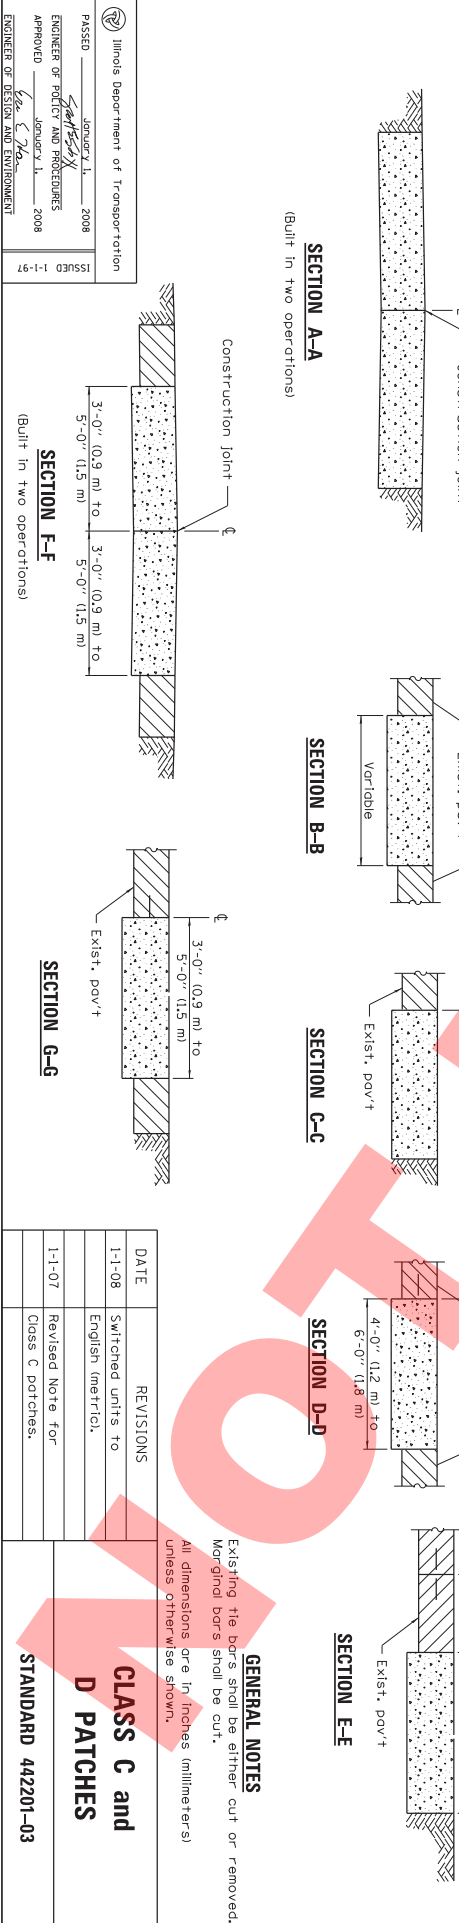 SECTION A-A
(Built in two operations)
Variable
SECTION B-B
Exist. pav't
SECTION C-C
4'-0" (1.2 m) to
6'-0" (1.8 m)
SECTION D-D
Exist. pav't
SECTION E-E
Construction joint
℄
3'-0" (0.9 m) to
5'-0" (1.5 m)
3'-0" (0.9 m) to
5'-0" (1.5 m)
SECTION F-F
(Built in two operations)
℄
3'-0" (0.9 m) to
5'-0" (1.5 m)
Exist. pav't
SECTION G-G
GENERAL NOTES
Existing tie bars shall be either cut or removed.
Marginal bars shall be cut.
All dimensions are in inches (millimeters)
unless otherwise shown.
Illinois Department of Transportation
PASSED January 1, 2008
ENGINEER OF POLICY AND PROCEDURES
APPROVED January 1, 2008
ENGINEER OF DESIGN AND ENVIRONMENT
ISSUED 1-1-97
DATE REVISIONS
1-1-08 Switched units to
English (metric).
1-1-07 Revised Note for
Class C patches.
CLASS C and
D PATCHES
STANDARD 442201-03
NOT